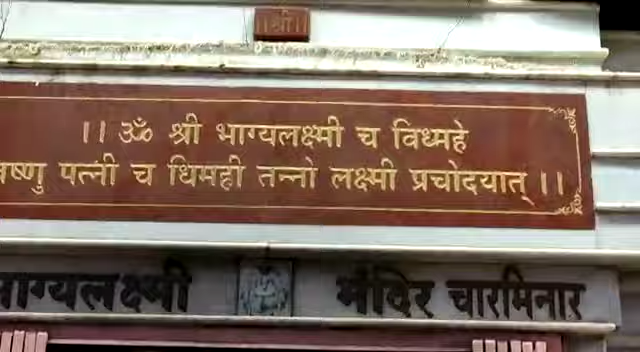 ||श्री||
।। ॐ श्री भाग्यलक्ष्मी च विध्महे
ष्णु पत्नी च धिमही तन्नो लक्ष्मी प्रचोदयात् ।।
भाग्यलक्ष्मी मंदिर चारमिनार